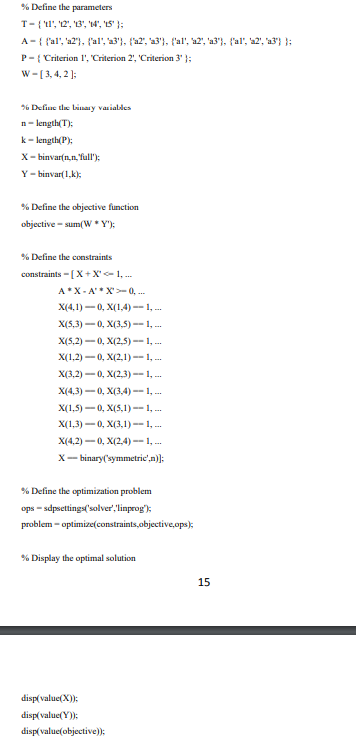 % Define the parameters
T = { 't1', 't2', 't3', 't4', 't5' };
A = { {'a1', 'a2'}, {'a1', 'a3'}, {'a2', 'a3'}, {'a1', 'a2', 'a3'}, {'a1', 'a2', 'a3'} };
P = { 'Criterion 1', 'Criterion 2', 'Criterion 3' };
W = [ 3, 4, 2 ];
% Define the binary variables
n = length(T);
k = length(P);
X = binvar(n,n,'full');
Y = binvar(1,k);
% Define the objective function
objective = sum(W * Y');
% Define the constraints
constraints = [ X + X' <= 1, ...
A * X - A' * X' >= 0, ...
X(4,1) == 0, X(1,4) == 1, ...
X(5,3) == 0, X(3,5) == 1, ...
X(5,2) == 0, X(2,5) == 1, ...
X(1,2) == 0, X(2,1) == 1, ...
X(3,2) == 0, X(2,3) == 1, ...
X(4,3) == 0, X(3,4) == 1, ...
X(1,5) == 0, X(5,1) == 1, ...
X(1,3) == 0, X(3,1) == 1, ...
X(4,2) == 0, X(2,4) == 1, ...
X == binary('symmetric',n)];
% Define the optimization problem
ops = sdpsettings('solver','linprog');
problem = optimize(constraints,objective,ops);
% Display the optimal solution
15
disp(value(X));
disp(value(Y));
disp(value(objective));